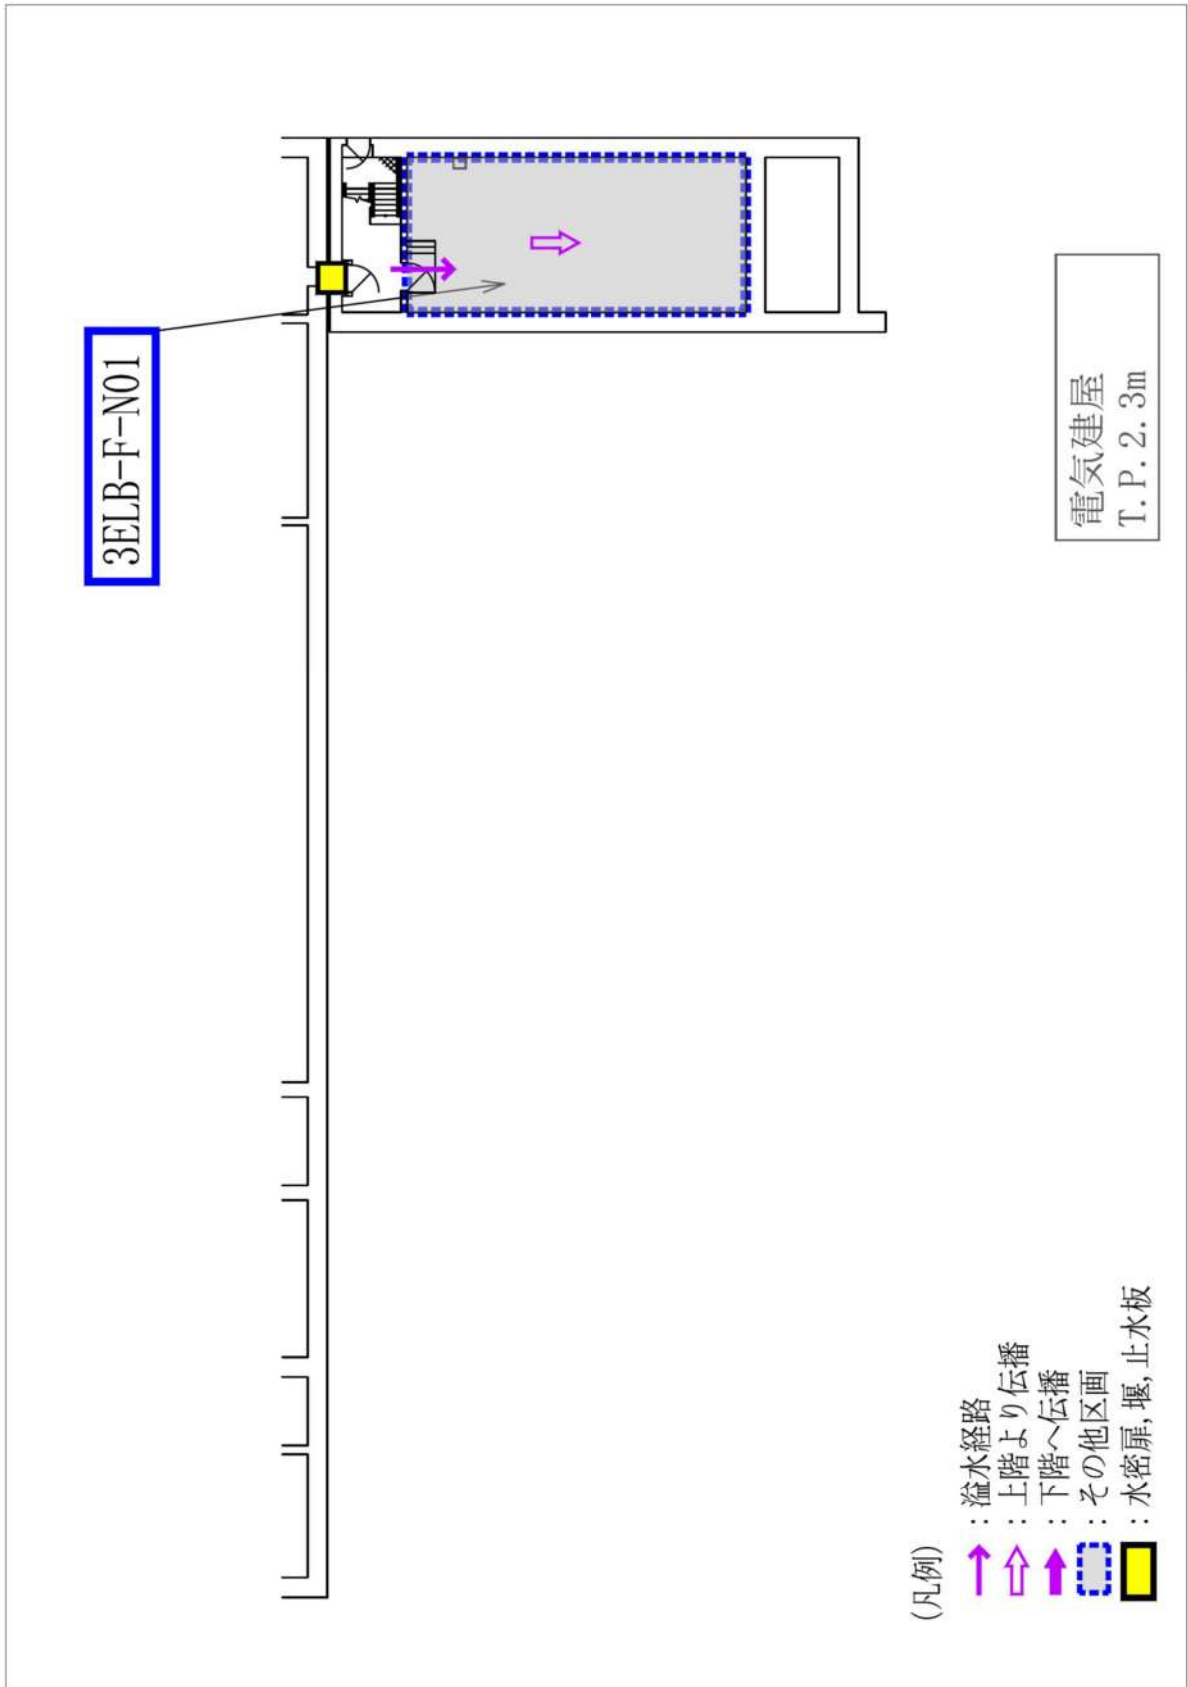 3ELB-F-N01
電気建屋
T.P.2.3m
(凡例)
：溢水経路
：上階より伝播
：下階へ伝播
：その他区画
：水密扉,堰,止水板